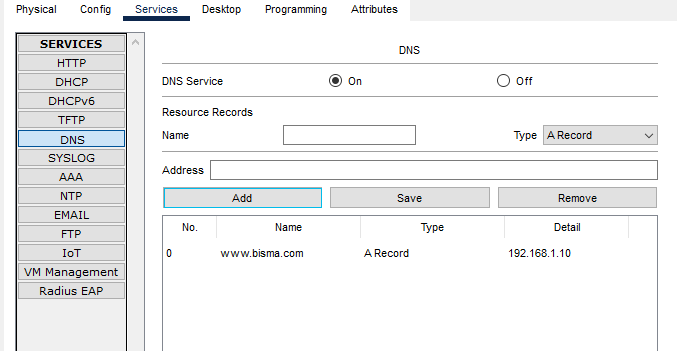 Physical Config Services Desktop Programming Attributes
SERVICES
HTTP
DHCP
DHCPv6
TFTP
DNS
SYSLOG
AAA
NTP
EMAIL
FTP
IoT
VM Management
Radius EAP
DNS
DNS Service On Off
Resource Records
Name Type A Record
Address
Add Save Remove
No. Name Type Detail
0 www.bisma.com A Record 192.168.1.10